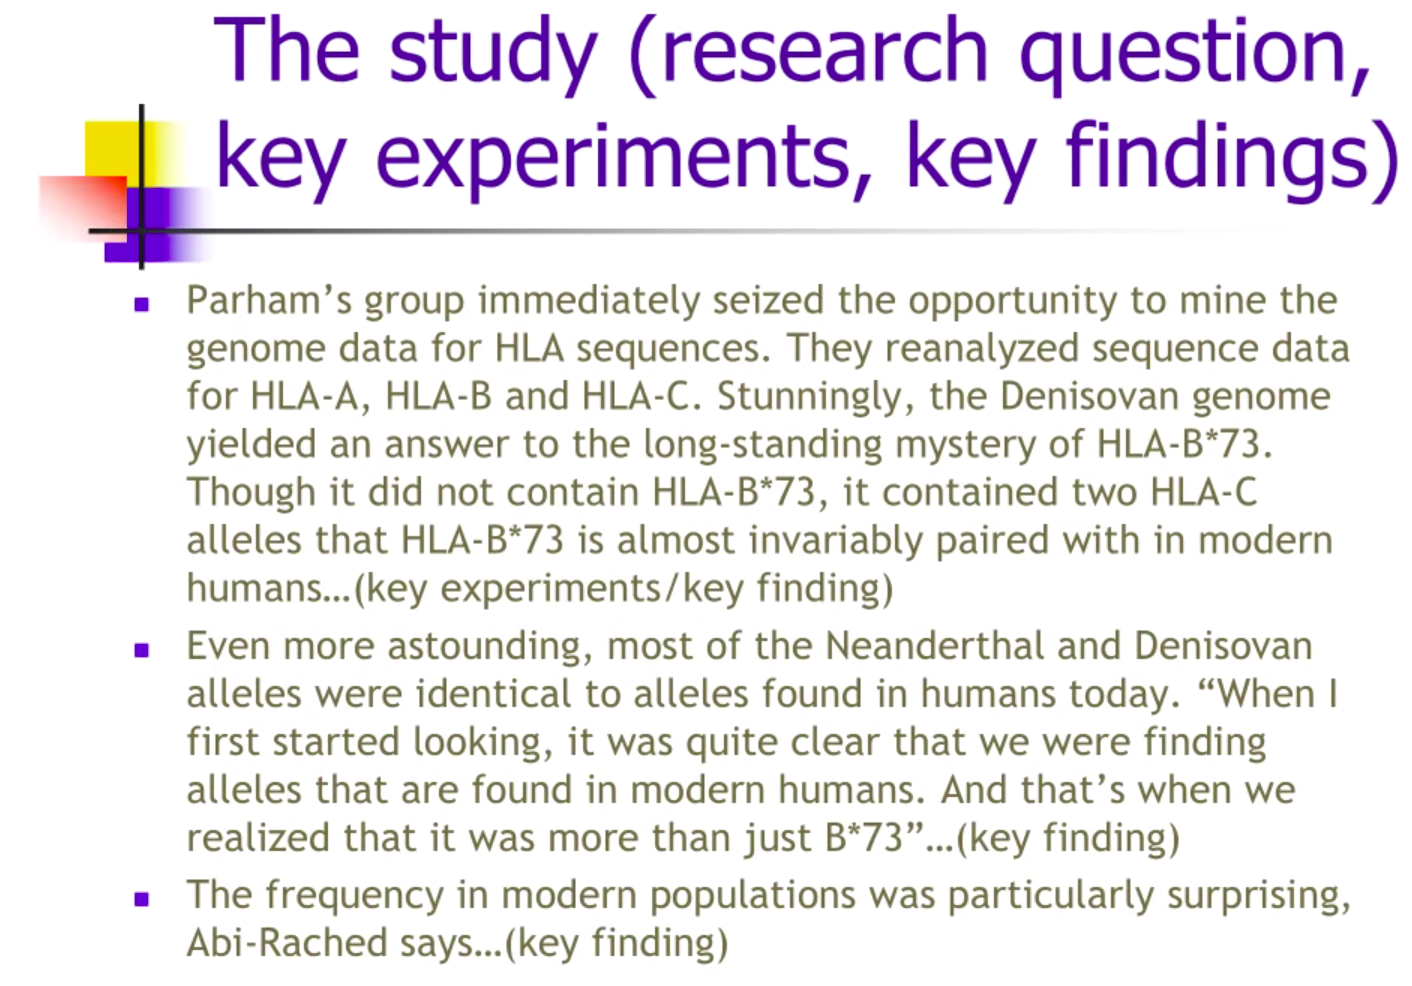 The study (research question,
key experiments, key findings)
Parham’s group immediately seized the opportunity to mine the
genome data for HLA sequences. They reanalyzed sequence data
for HLA-A, HLA-B and HLA-C. Stunningly, the Denisovan genome
yielded an answer to the long-standing mystery of HLA-B*73.
Though it did not contain HLA-B*73, it contained two HLA-C
alleles that HLA-B*73 is almost invariably paired with in modern
humans…(key experiments/key finding)
Even more astounding, most of the Neanderthal and Denisovan
alleles were identical to alleles found in humans today. “When I
first started looking, it was quite clear that we were finding
alleles that are found in modern humans. And that’s when we
realized that it was more than just B*73”…(key finding)
The frequency in modern populations was particularly surprising,
Abi-Rached says…(key finding)